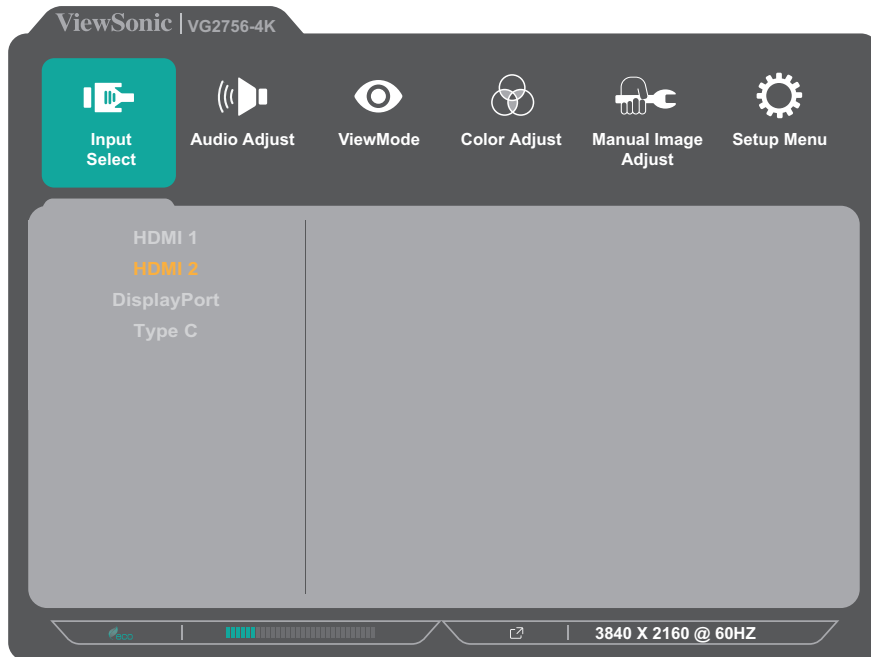 ViewSonic | VG2756-4K
Input
Select
Audio Adjust
ViewMode
Color Adjust
Manual Image
Adjust
Setup Menu
HDMI 1
HDMI 2
DisplayPort
Type C
eco
3840 X 2160 @ 60HZ